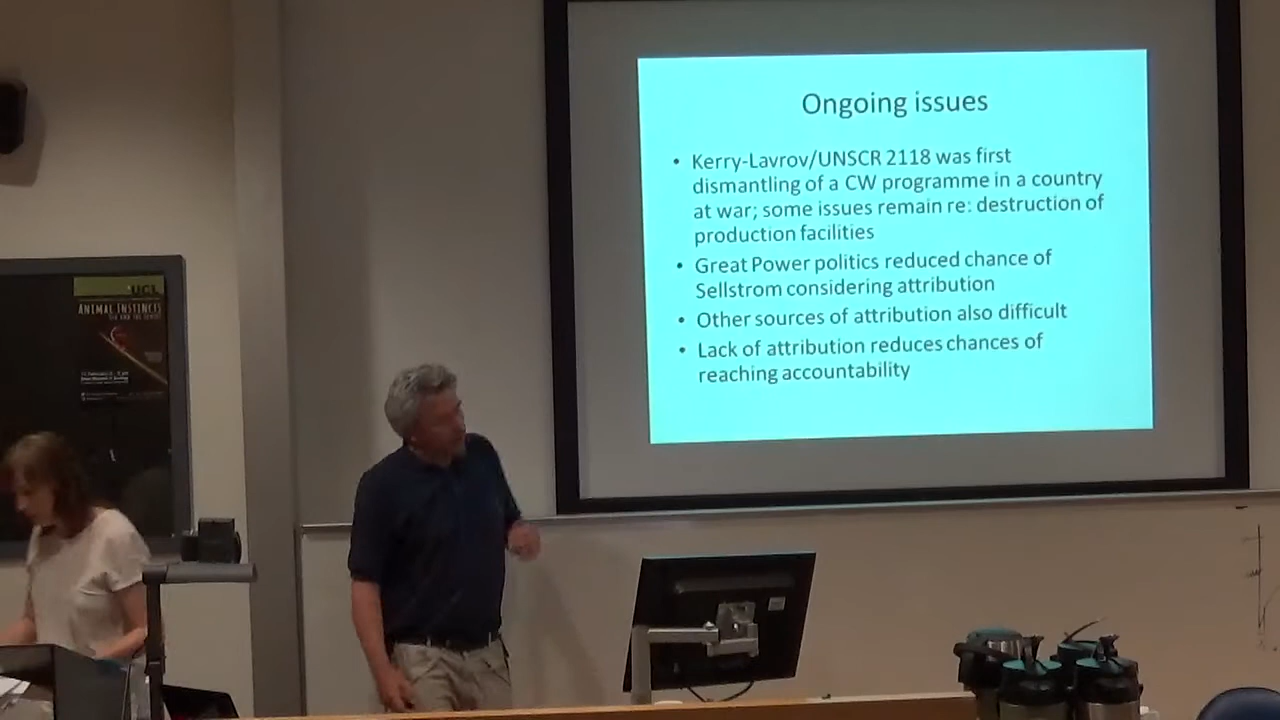 Ongoing issues
• Kerry-Lavrov/UNSCR 2118 was first
dismantling of a CW programme in a country
at war; some issues remain re: destruction of
production facilities
• Great Power politics reduced chance of
Sellstrom considering attribution
• Other sources of attribution also difficult
• Lack of attribution reduces chances of
reaching accountability
UCL
ANIMAL INSTINCTS